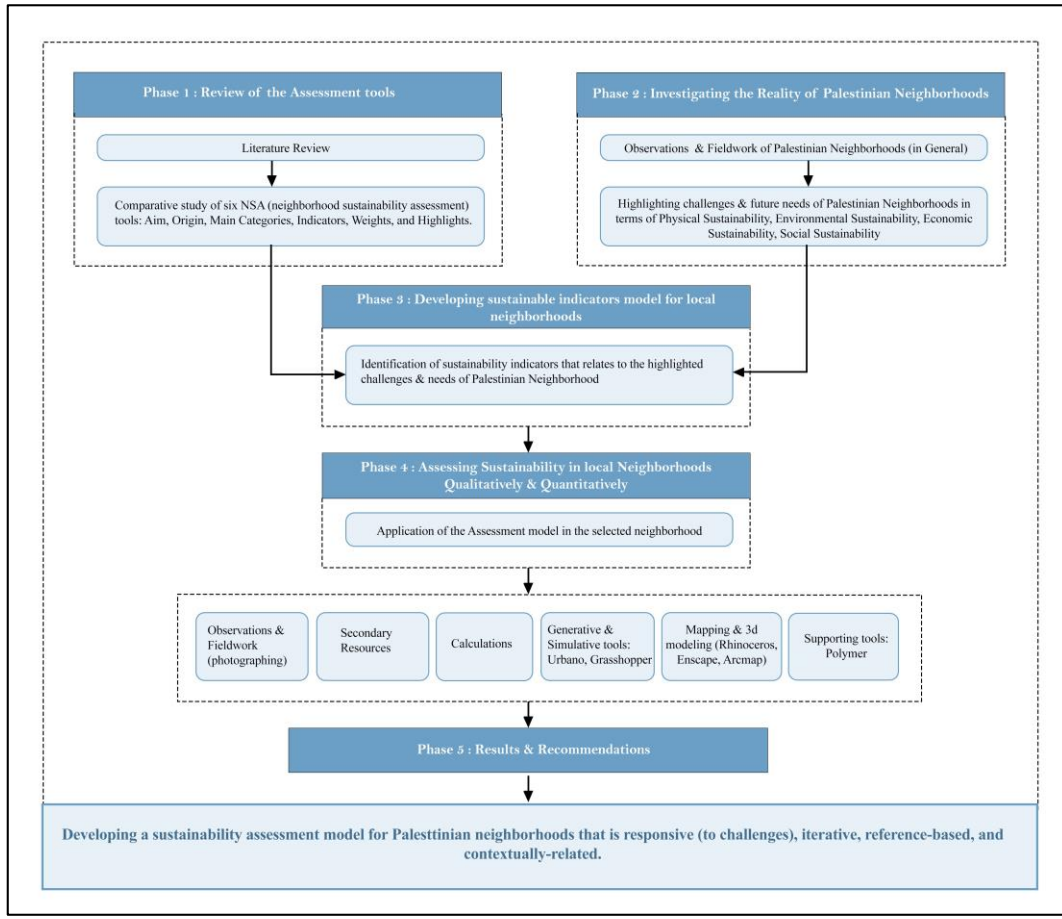 Phase 1 : Review of the Assessment tools
Literature Review
Comparative study of six NSA (neighborhood sustainability assessment)
tools: Aim, Origin, Main Categories, Indicators, Weights, and Highlights.
Phase 2 : Investigating the Reality of Palestinian Neighborhoods
Observations & Fieldwork of Palestinian Neighborhoods (in General)
Highlighting challenges & future needs of Palestinian Neighborhoods in
terms of Physical Sustainability, Environmental Sustainability, Economic
Sustainability, Social Sustainability
Phase 3 : Developing sustainable indicators model for local
neighborhoods
Identification of sustainability indicators that relates to the highlighted
challenges & needs of Palestinian Neighborhood
Phase 4 : Assessing Sustainability in local Neighborhoods
Qualitatively & Quantitatively
Application of the Assessment model in the selected neighborhood
Observations &
Fieldwork
(photographing)
Secondary
Resources
Calculations
Generative &
Simulative tools:
Urbano, Grasshopper
Mapping & 3d
modeling (Rhinoceros,
Enscape, Arcmap)
Supporting tools:
Polymer
Phase 5 : Results & Recommendations
Developing a sustainability assessment model for Palesttinian neighborhoods that is responsive (to challenges), iterative, reference-based, and
contextually-related.